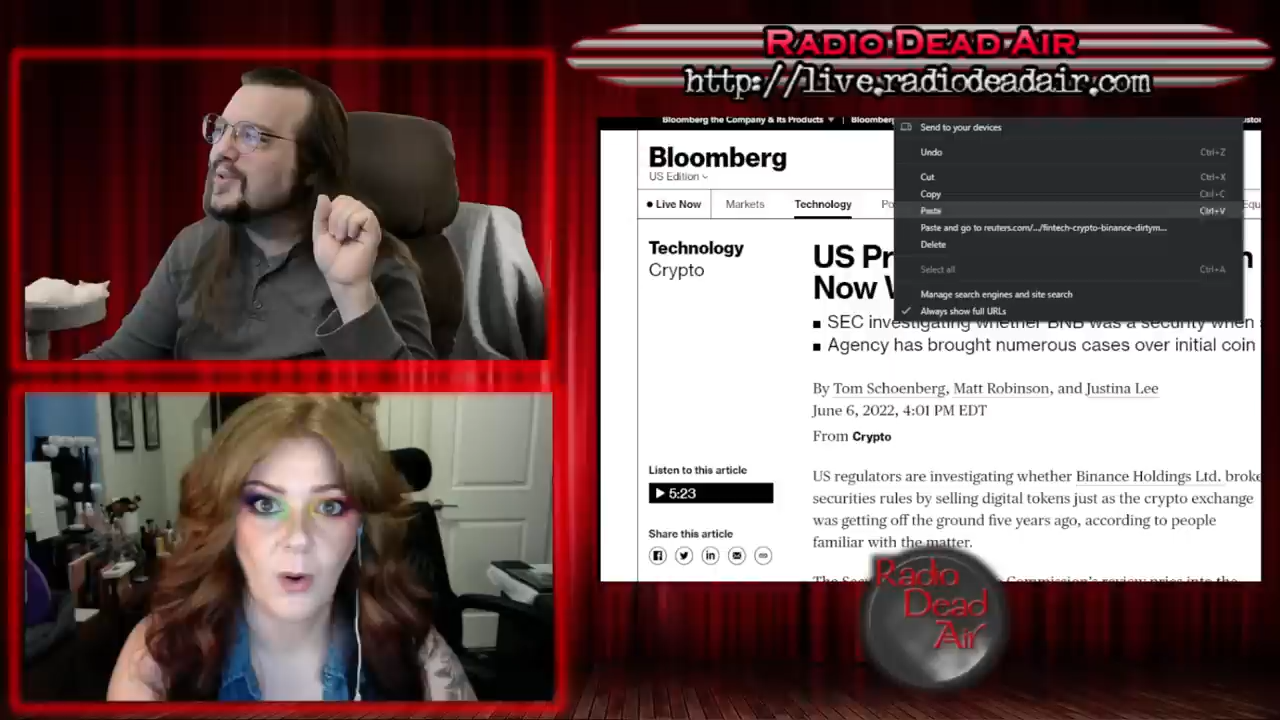 RADIO DEAD AIR
http://live.radiodeadair.com
Bloomberg the Company & Its Products ▼ | Bloomberg
Bloomberg
US Edition
Live Now Markets Technology
Technology
Crypto
Send to your devices
Undo Ctrl+Z
Cut Ctrl+X
Copy Ctrl+C
Paste Ctrl+V
Paste and go to reuters.com/.../fintech-crypto-binance-dirtym...
Delete
Select all Ctrl+A
Manage search engines and site search
Always show full URLs
US
Now
SEC investigating whether BNB was a security when
Agency has brought numerous cases over initial coin
By Tom Schoenberg, Matt Robinson, and Justina Lee
June 6, 2022, 4:01 PM EDT
From Crypto
Listen to this article
5:23
Share this article
US regulators are investigating whether Binance Holdings Ltd. broke
securities rules by selling digital tokens just as the crypto exchange
was getting off the ground five years ago, according to people
familiar with the matter.
Commission's review pries into the
Radio
Dead
Air